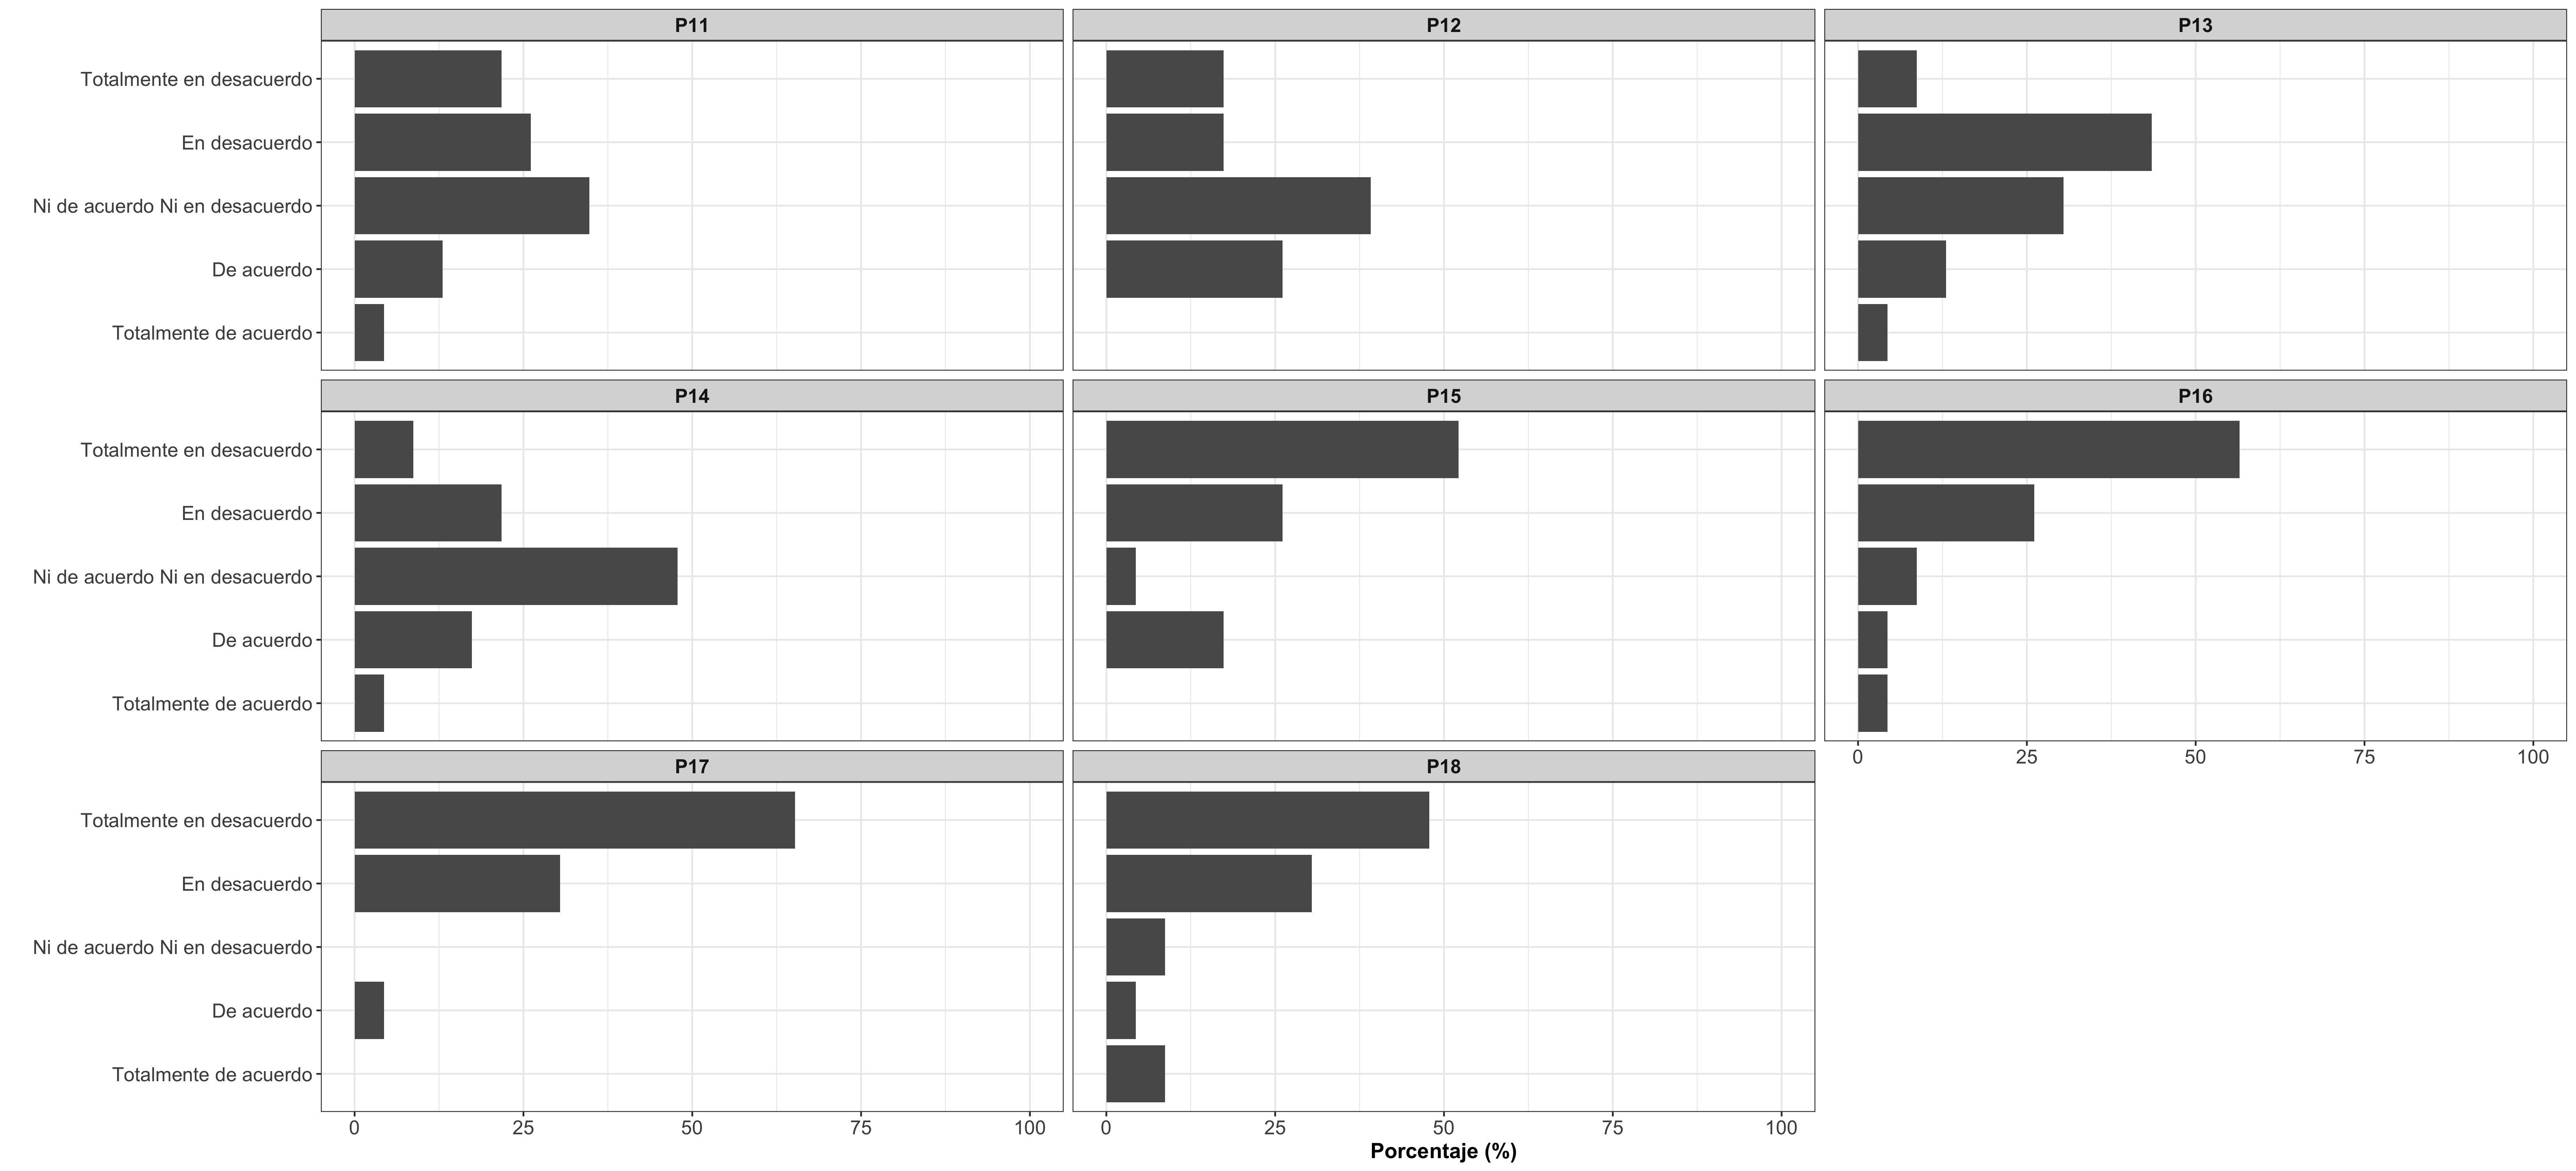 P11 P12 P13
Totalmente en desacuerdo
En desacuerdo
Ni de acuerdo Ni en desacuerdo
De acuerdo
Totalmente de acuerdo
P14 P15 P16
Totalmente en desacuerdo
En desacuerdo
Ni de acuerdo Ni en desacuerdo
De acuerdo
Totalmente de acuerdo
0 25 50 75 100
P17 P18
Totalmente en desacuerdo
En desacuerdo
Ni de acuerdo Ni en desacuerdo
De acuerdo
Totalmente de acuerdo
0 25 50 75 100 0 25 50 75 100
Porcentaje (%)